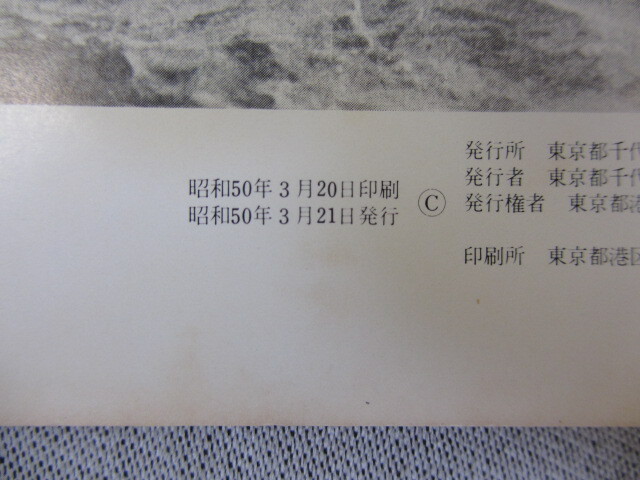 昭和50年 3 月20日印刷
昭和50年 3 月21日発行
Ⓒ
発行所 東京都千代
発行者 東京都千代
発行権者 東京都港
印刷所 東京都港区